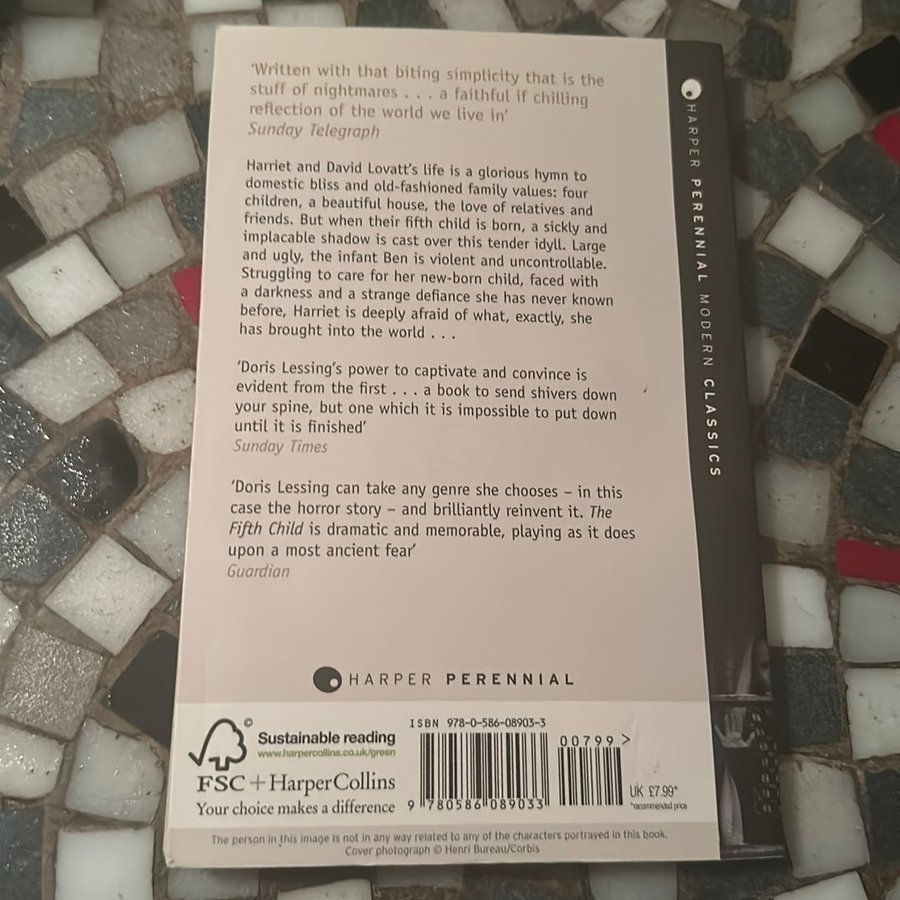 ‘Written with that biting simplicity that is the
stuff of nightmares . . . a faithful if chilling
reflection of the world we live in’
Sunday Telegraph
Harriet and David Lovatt’s life is a glorious hymn to
domestic bliss and old-fashioned family values: four
children, a beautiful house, the love of relatives and
friends. But when their fifth child is born, a sickly and
implacable shadow is cast over this tender idyll. Large
and ugly, the infant Ben is violent and uncontrollable.
Struggling to care for her new-born child, faced with
a darkness and a strange defiance she has never known
before, Harriet is deeply afraid of what, exactly, she
has brought into the world . . .
‘Doris Lessing’s power to captivate and convince is
evident from the first . . . a book to send shivers down
your spine, but one which it is impossible to put down
until it is finished’
Sunday Times
‘Doris Lessing can take any genre she chooses – in this
case the horror story – and brilliantly reinvent it. The
Fifth Child is dramatic and memorable, playing as it does
upon a most ancient fear’
Guardian
HARPER PERENNIAL
©
Sustainable reading
www.harpercollins.co.uk/green
FSC + HarperCollins
Your choice makes a difference
ISBN 978-0-586-08903-3
00799 >
9 780586 089033
UK £7.99*
*recommended price
The person in this image is not in any way related to any of the characters portrayed in this book.
Cover photograph © Henri Bureau/Corbis
HARPER PERENNIAL MODERN CLASSICS